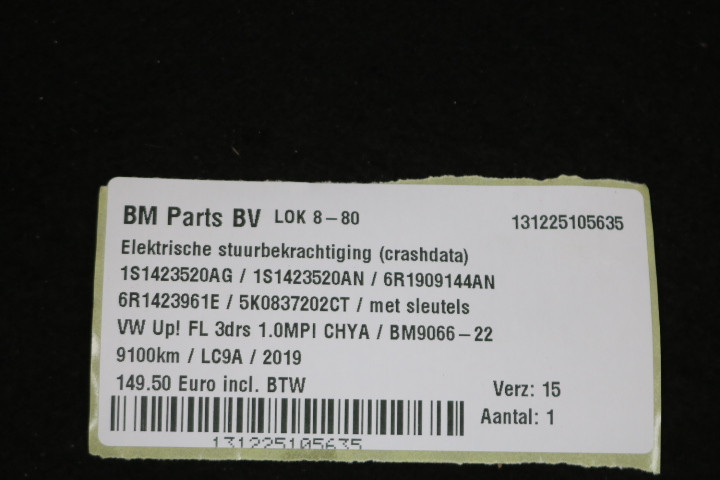 BM Parts BV LOK 8-80 131225105635
Elektrische stuurbekrachtiging (crashdata)
1S1423520AG / 1S1423520AN / 6R1909144AN
6R1423961E / 5K0837202CT / met sleutels
VW Up! FL 3drs 1.0MPI CHYA / BM9066-22
9100km / LC9A / 2019
149.50 Euro incl. BTW Verz: 15
Aantal: 1
131225105635